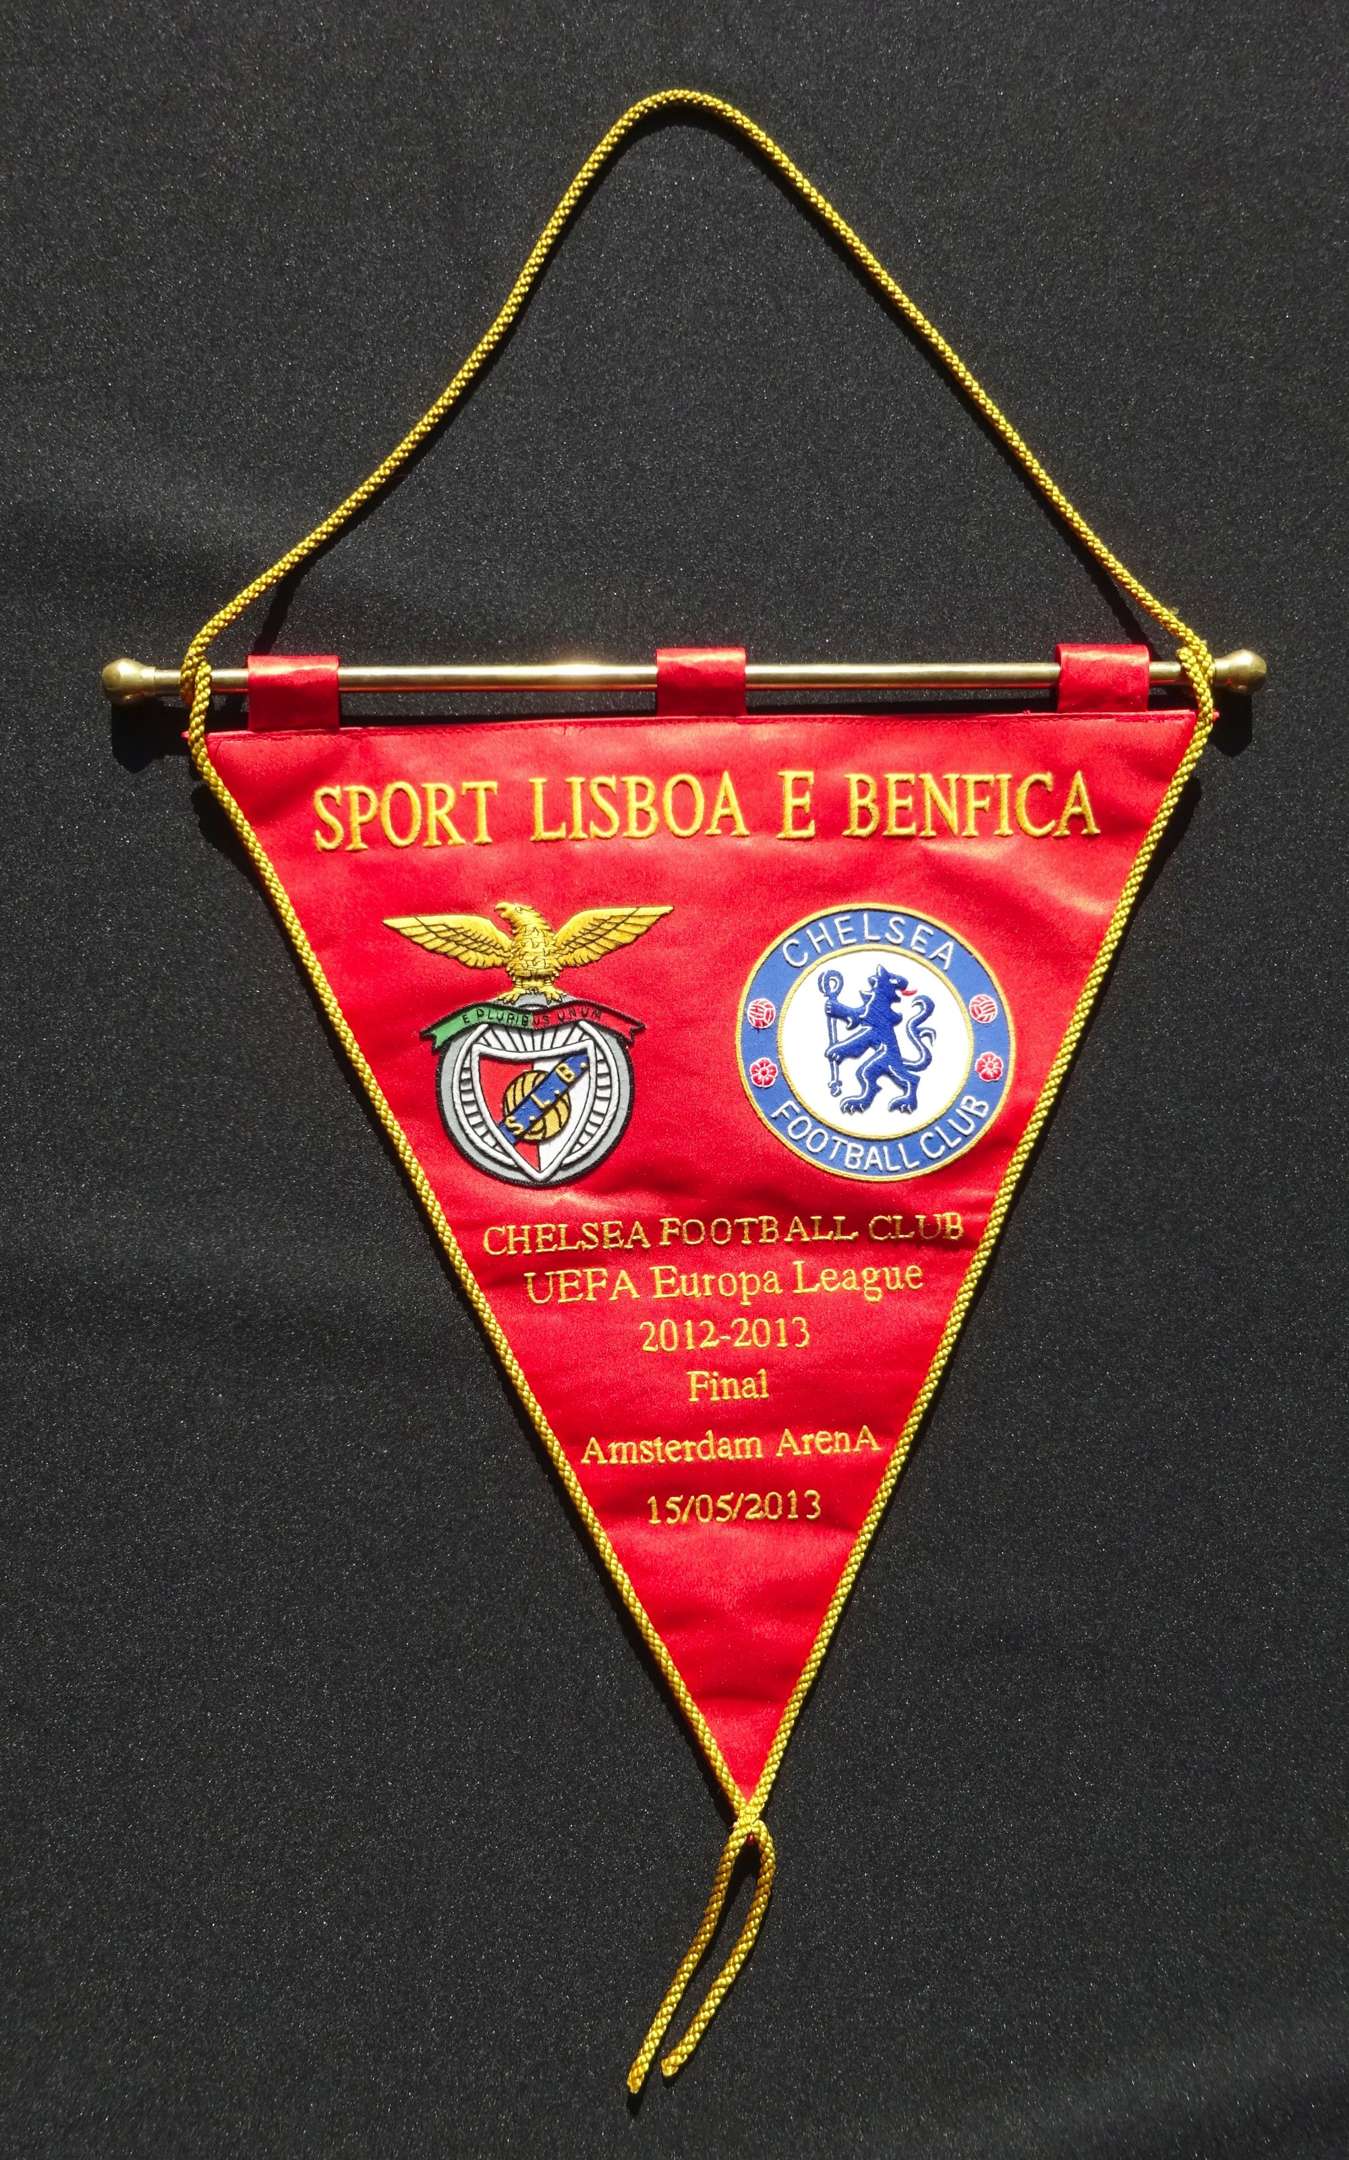 SPORT LISBOA E BENFICA
E PLURIBUS UNUM
S.L.B.
CHELSEA
FOOTBALL CLUB
CHELSEA FOOTBALL CLUB
UEFA Europa League
2012-2013
Final
Amsterdam ArenA
15/05/2013